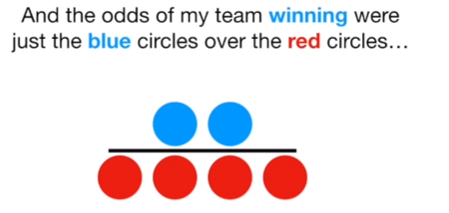 And the odds of my team winning were
just the blue circles over the red circles...